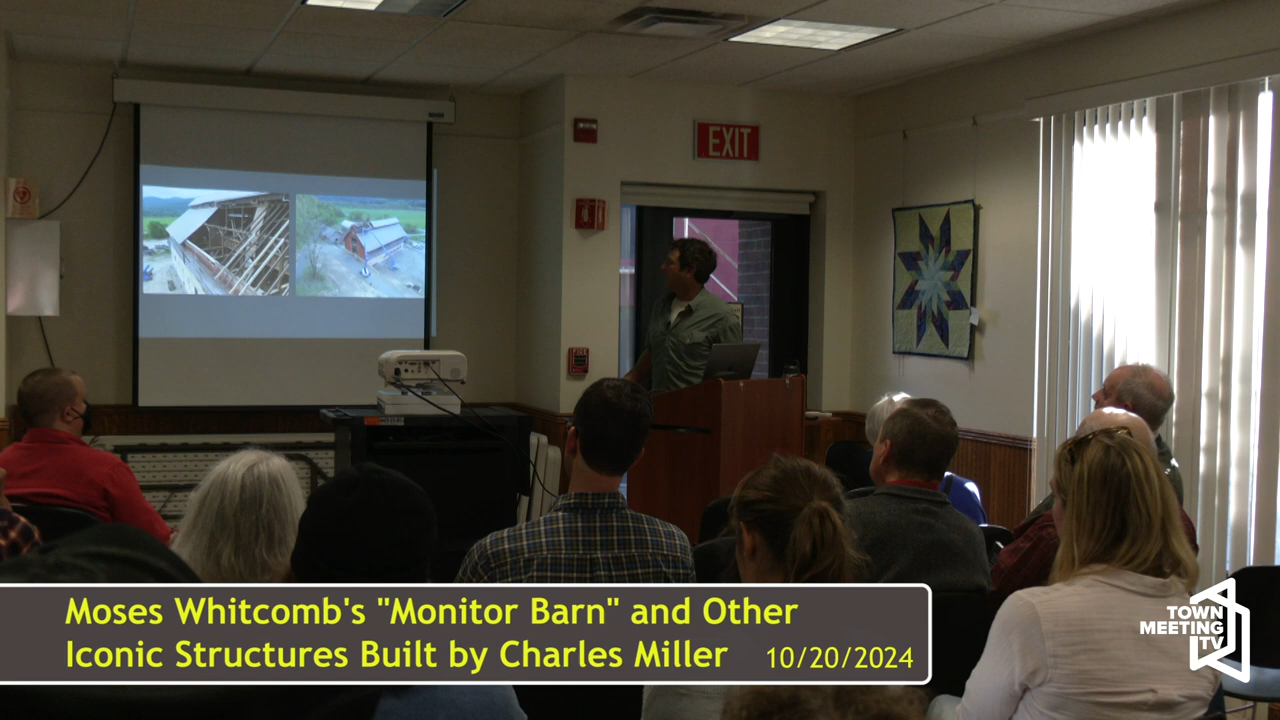 EXIT
Moses Whitcomb's "Monitor Barn" and Other
Iconic Structures Built by Charles Miller 10/20/2024
TOWN
MEETING
TV